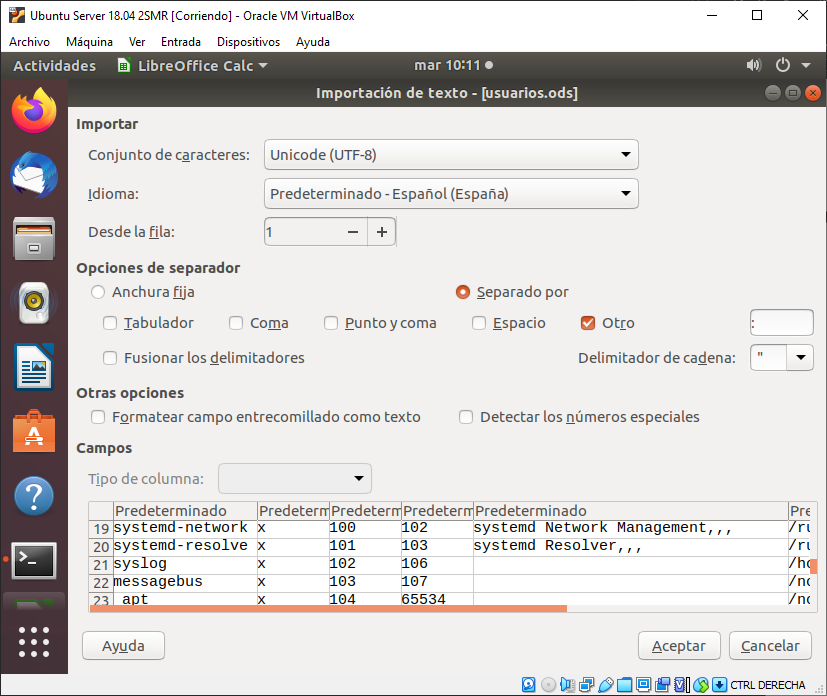 Ubuntu Server 18.04 2SMR [Corriendo] - Oracle VM VirtualBox
Archivo Máquina Ver Entrada Dispositivos Ayuda
Actividades LibreOffice Calc mar 10:11
Importación de texto - [usuarios.ods]
Importar
Conjunto de caracteres: Unicode (UTF-8)
Idioma: Predeterminado - Español (España)
Desde la fila: 1 − +
Opciones de separador
Anchura fija Separado por
Tabulador Coma Punto y coma Espacio Otro :
Fusionar los delimitadores Delimitador de cadena: "
Otras opciones
Formatear campo entrecomillado como texto Detectar los números especiales
Campos
Tipo de columna:
Predeterminado Predeterm Predeterm Predeterm Predeterminado Pre
19 systemd-network x 100 102 systemd Network Management,,, /ru
20 systemd-resolve x 101 103 systemd Resolver,,, /ru
21 syslog x 102 106 /ho
22 messagebus x 103 107 /no
23 _apt x 104 65534 /no
Ayuda Aceptar Cancelar
CTRL DERECHA